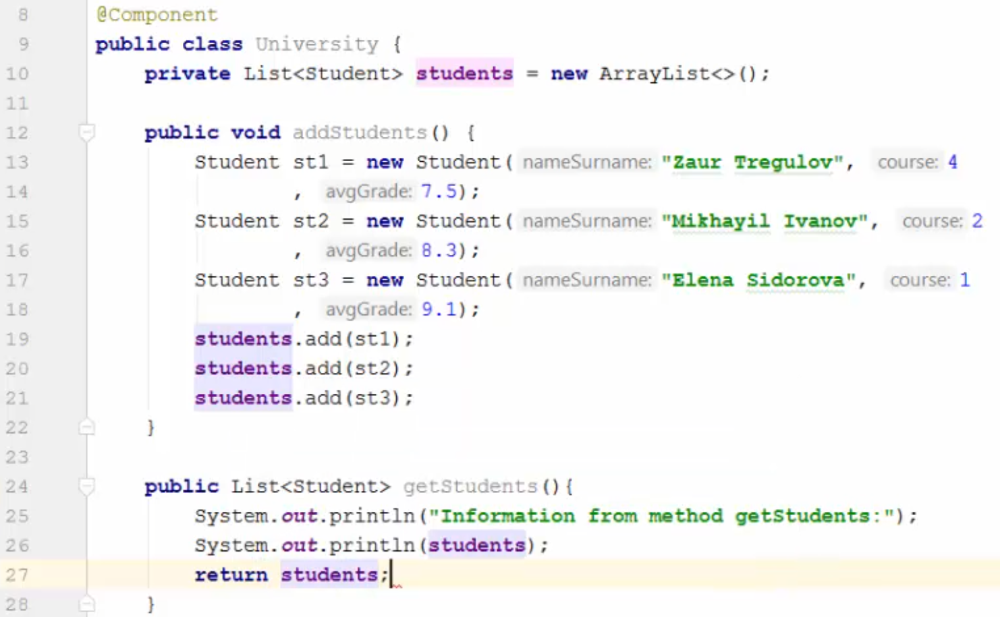 8 @Component
9 public class University {
10 private List<Student> students = new ArrayList<>();
11
12 public void addStudents() {
13 Student st1 = new Student( nameSurname: "Zaur Tregulov", course: 4
14 , avgGrade: 7.5);
15 Student st2 = new Student( nameSurname: "Mikhayil Ivanov", course: 2
16 , avgGrade: 8.3);
17 Student st3 = new Student( nameSurname: "Elena Sidorova", course: 1
18 , avgGrade: 9.1);
19 students.add(st1);
20 students.add(st2);
21 students.add(st3);
22 }
23
24 public List<Student> getStudents(){
25 System.out.println("Information from method getStudents:");
26 System.out.println(students);
27 return students;
28 }